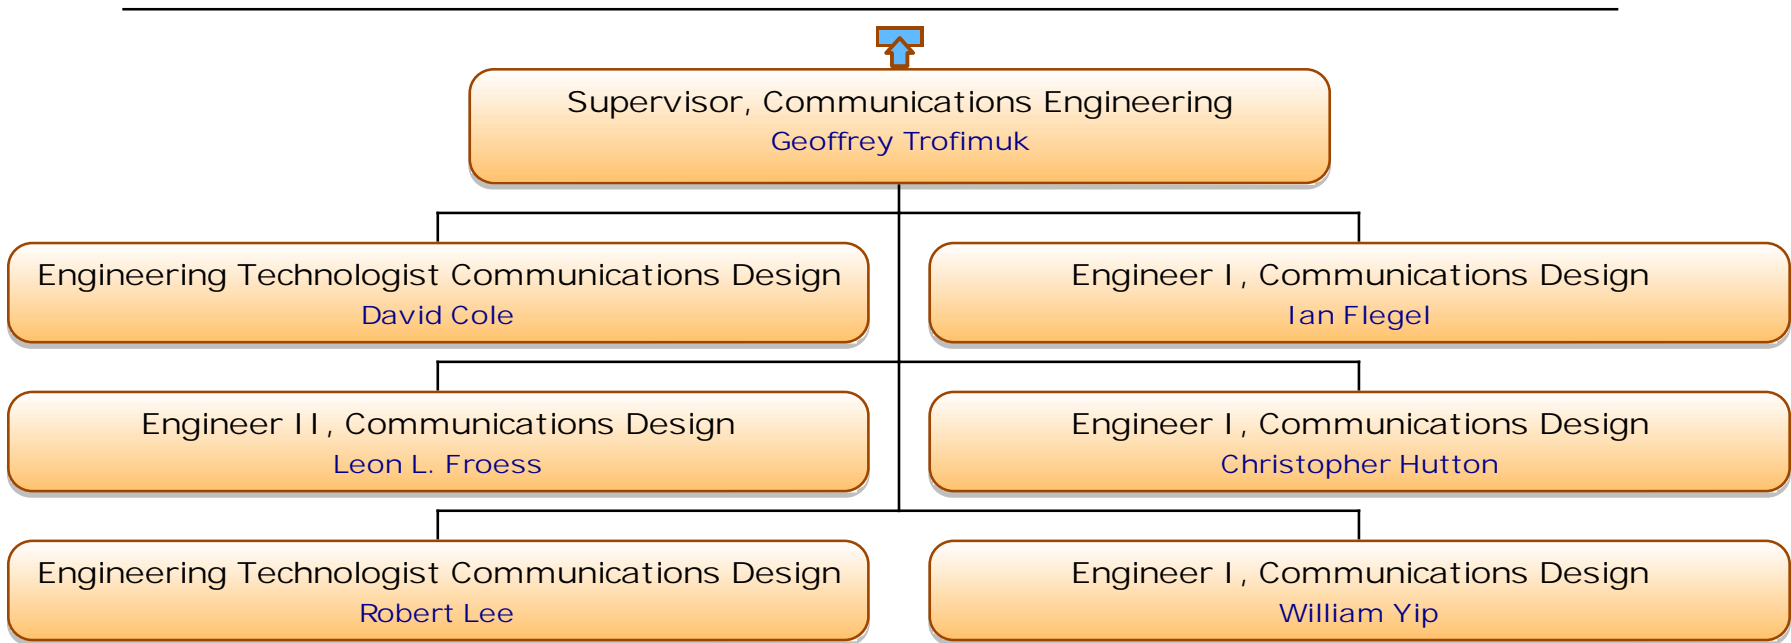 Supervisor, Communications Engineering
Geoffrey Trofimuk
Engineering Technologist Communications Design
David Cole
Engineer I, Communications Design
Ian Flegel
Engineer II, Communications Design
Leon L. Froess
Engineer I, Communications Design
Christopher Hutton
Engineering Technologist Communications Design
Robert Lee
Engineer I, Communications Design
William Yip